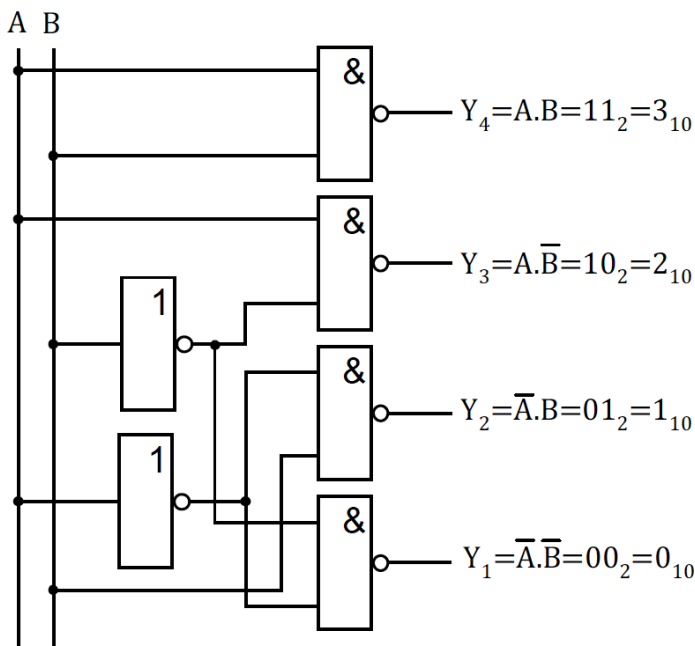 A B
&
Y₄=A.B=11₂=3₁₀
&
Y₃=A.B̅=10₂=2₁₀
1
&
Y₂=A̅.B=01₂=1₁₀
1
&
Y₁=A̅.B̅=00₂=0₁₀